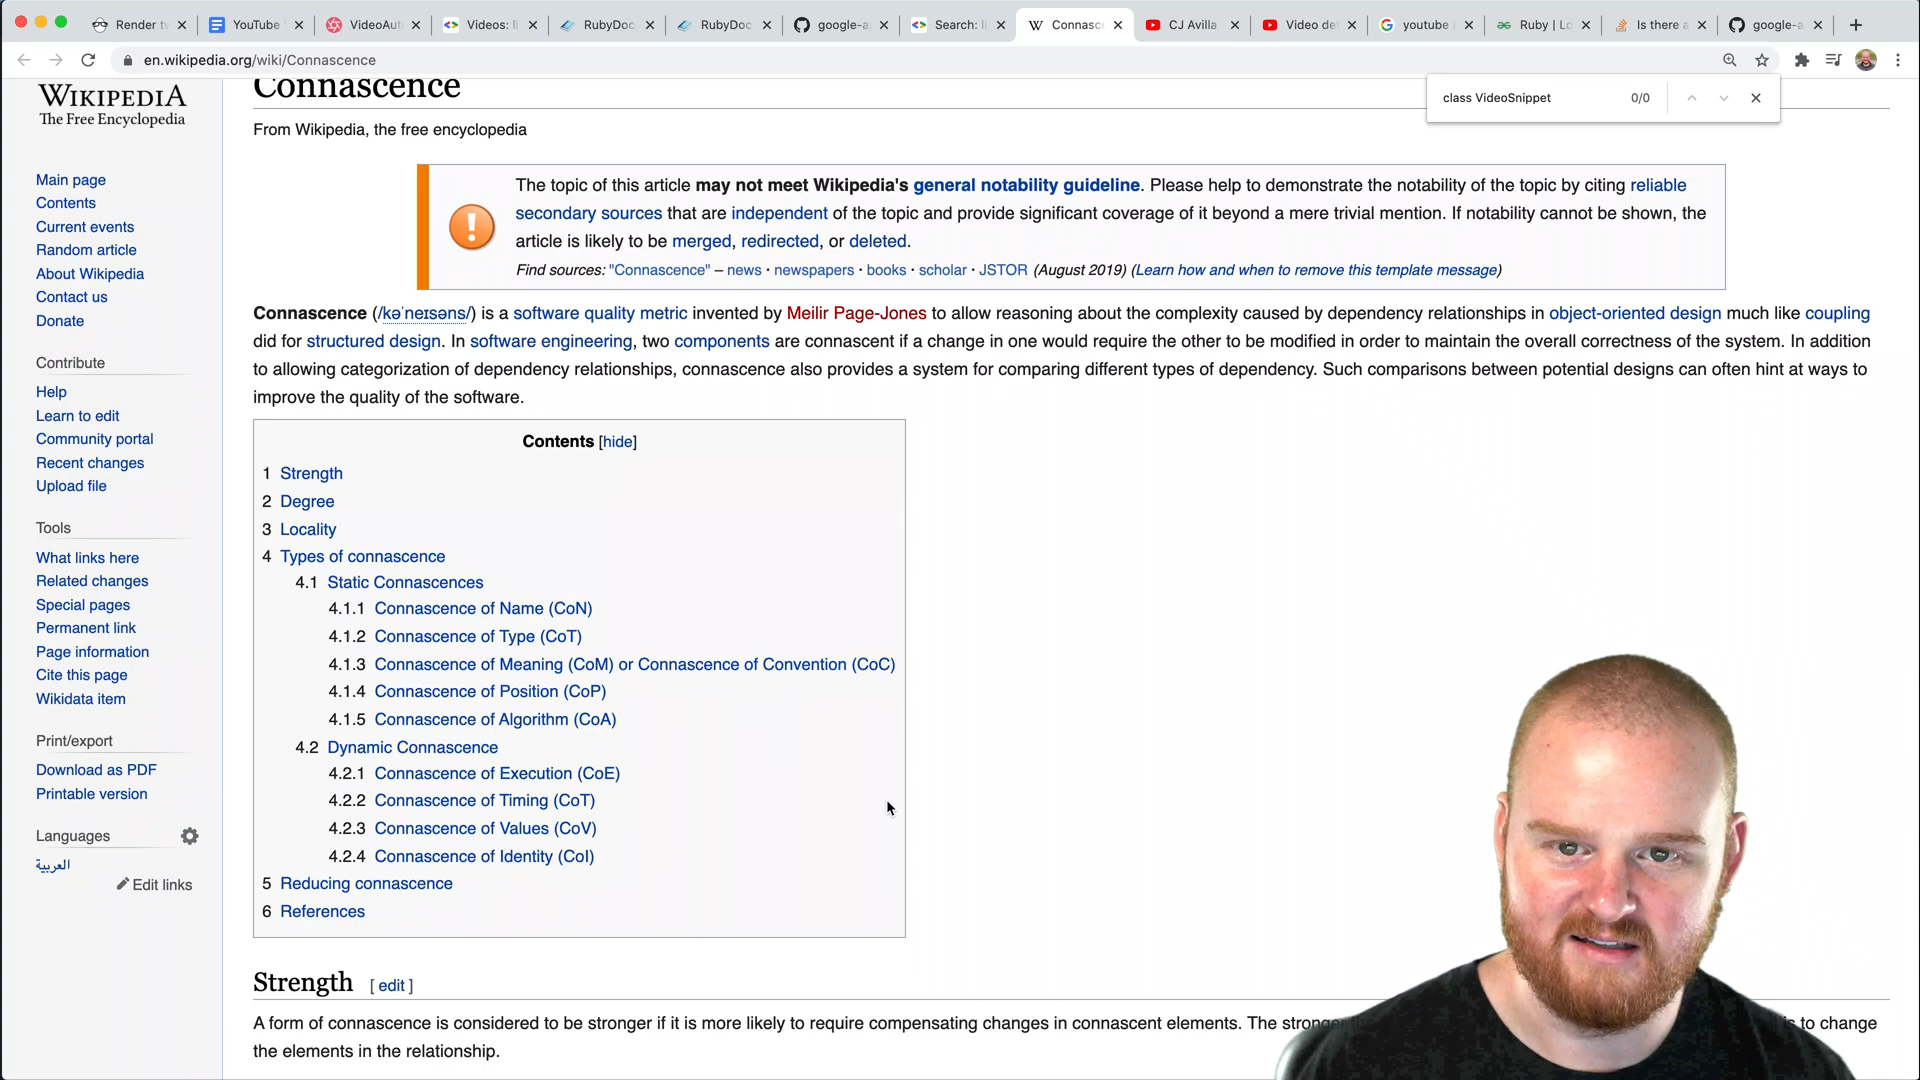 Render tw
YouTube
VideoAut
Videos: li
RubyDoc
RubyDoc
google-a
Search: li
Connasc
CJ Avilla
Video de
youtube
Ruby | Lo
Is there a
google-a
en.wikipedia.org/wiki/Connascence
class VideoSnippet 0/0
WIKIPEDIA
The Free Encyclopedia
Main page
Contents
Current events
Random article
About Wikipedia
Contact us
Donate
Contribute
Help
Learn to edit
Community portal
Recent changes
Upload file
Tools
What links here
Related changes
Special pages
Permanent link
Page information
Cite this page
Wikidata item
Print/export
Download as PDF
Printable version
Languages
العربية
Edit links
Connascence
From Wikipedia, the free encyclopedia
The topic of this article may not meet Wikipedia's general notability guideline. Please help to demonstrate the notability of the topic by citing reliable
secondary sources that are independent of the topic and provide significant coverage of it beyond a mere trivial mention. If notability cannot be shown, the
article is likely to be merged, redirected, or deleted.
Find sources: "Connascence" – news · newspapers · books · scholar · JSTOR (August 2019) (Learn how and when to remove this template message)
Connascence (/kəˈneɪsəns/) is a software quality metric invented by Meilir Page-Jones to allow reasoning about the complexity caused by dependency relationships in object-oriented design much like coupling
did for structured design. In software engineering, two components are connascent if a change in one would require the other to be modified in order to maintain the overall correctness of the system. In addition
to allowing categorization of dependency relationships, connascence also provides a system for comparing different types of dependency. Such comparisons between potential designs can often hint at ways to
improve the quality of the software.
Contents [hide]
1 Strength
2 Degree
3 Locality
4 Types of connascence
4.1 Static Connascences
4.1.1 Connascence of Name (CoN)
4.1.2 Connascence of Type (CoT)
4.1.3 Connascence of Meaning (CoM) or Connascence of Convention (CoC)
4.1.4 Connascence of Position (CoP)
4.1.5 Connascence of Algorithm (CoA)
4.2 Dynamic Connascence
4.2.1 Connascence of Execution (CoE)
4.2.2 Connascence of Timing (CoT)
4.2.3 Connascence of Values (CoV)
4.2.4 Connascence of Identity (CoI)
5 Reducing connascence
6 References
Strength [ edit ]
A form of connascence is considered to be stronger if it is more likely to require compensating changes in connascent elements. The stronge is to change
the elements in the relationship.